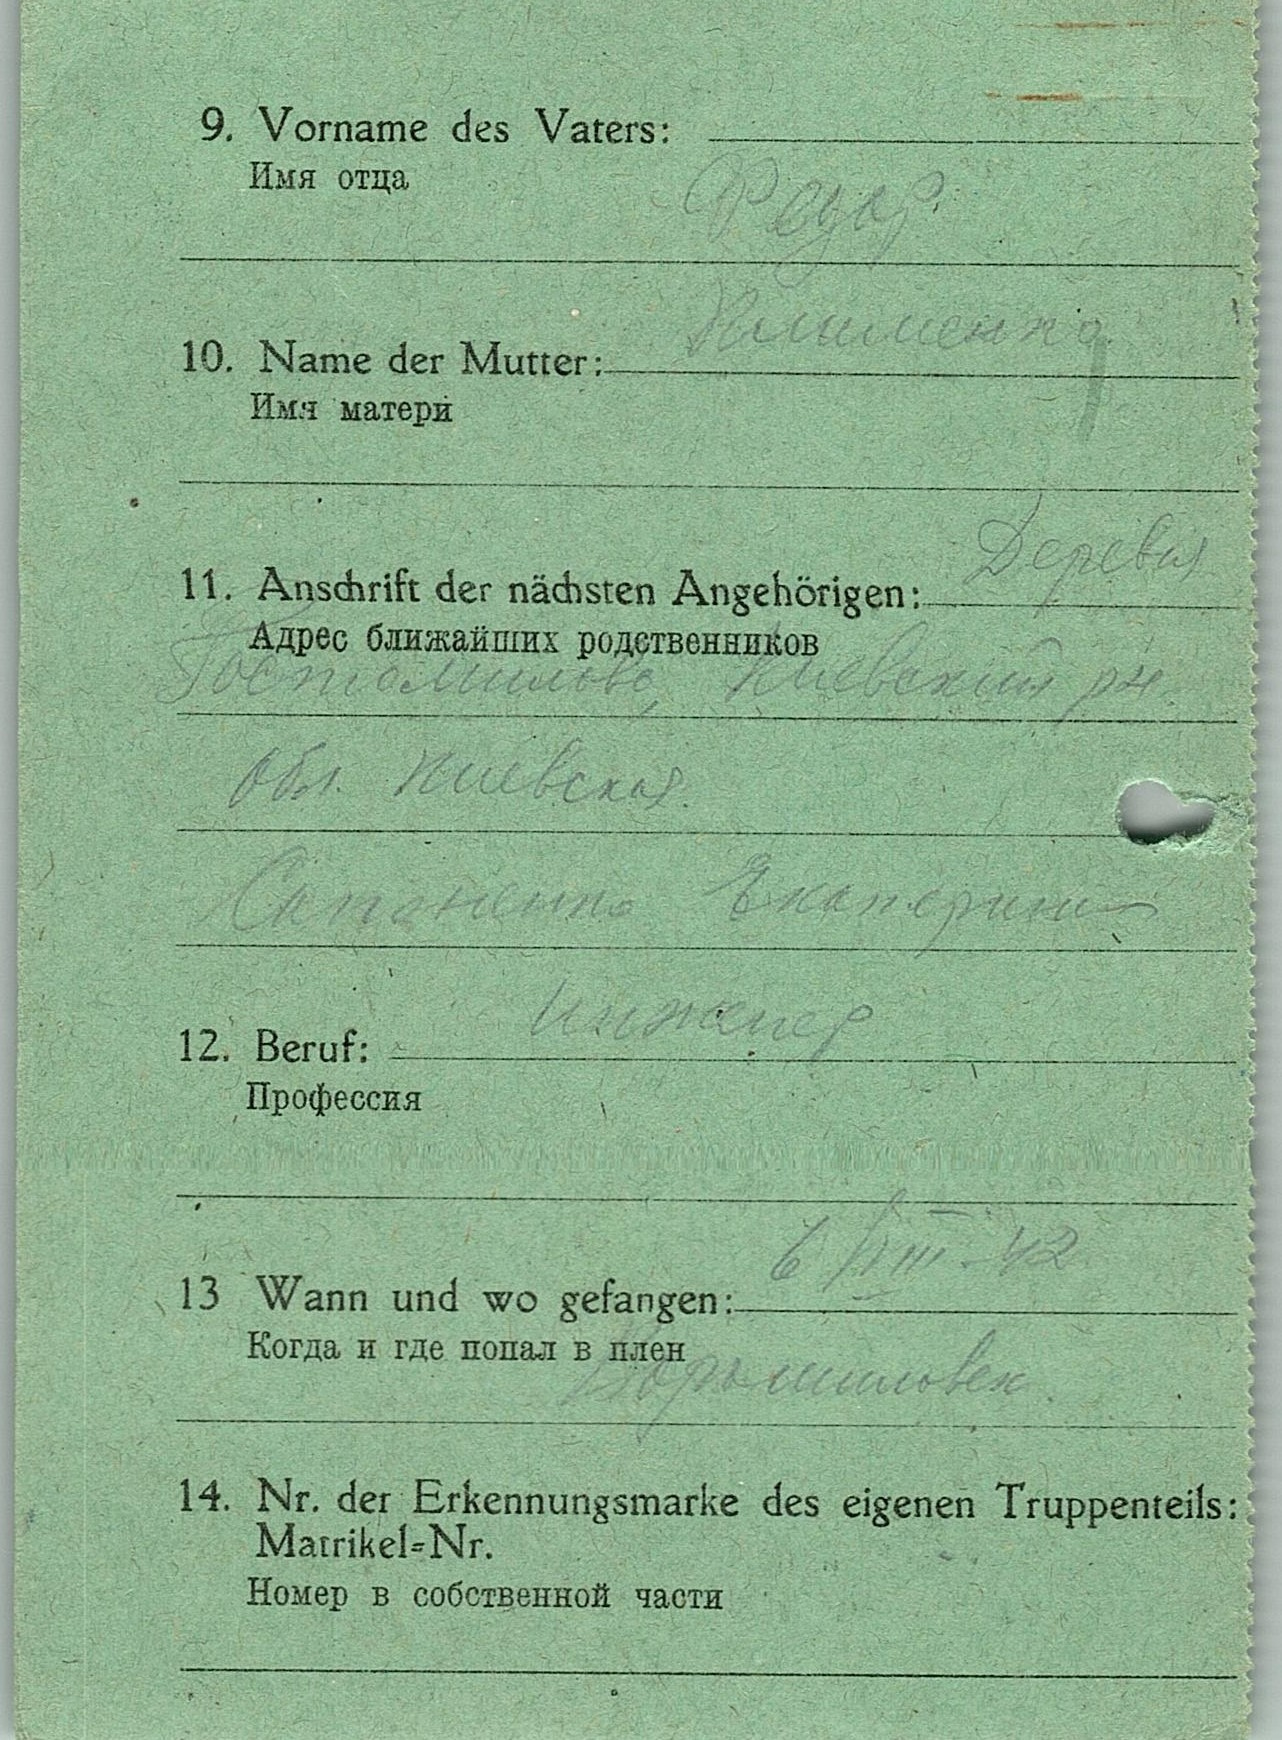 9. Vorname des Vaters:
Имя отца
Федор
Клименко
10. Name der Mutter:
Имя матери
Деревня
11. Anschrift der nächsten Angehörigen:
Адрес ближайших родственников
Гостомилово, Киевский рн.
обл. Киевская.
Екатерина
инженер
12. Beruf:
Профессия
6 VIII - 42
13 Wann und wo gefangen:
Когда и где попал в плен
14. Nr. der Erkennungsmarke des eigenen Truppenteils:
Matrikel=Nr.
Номер в собственной части